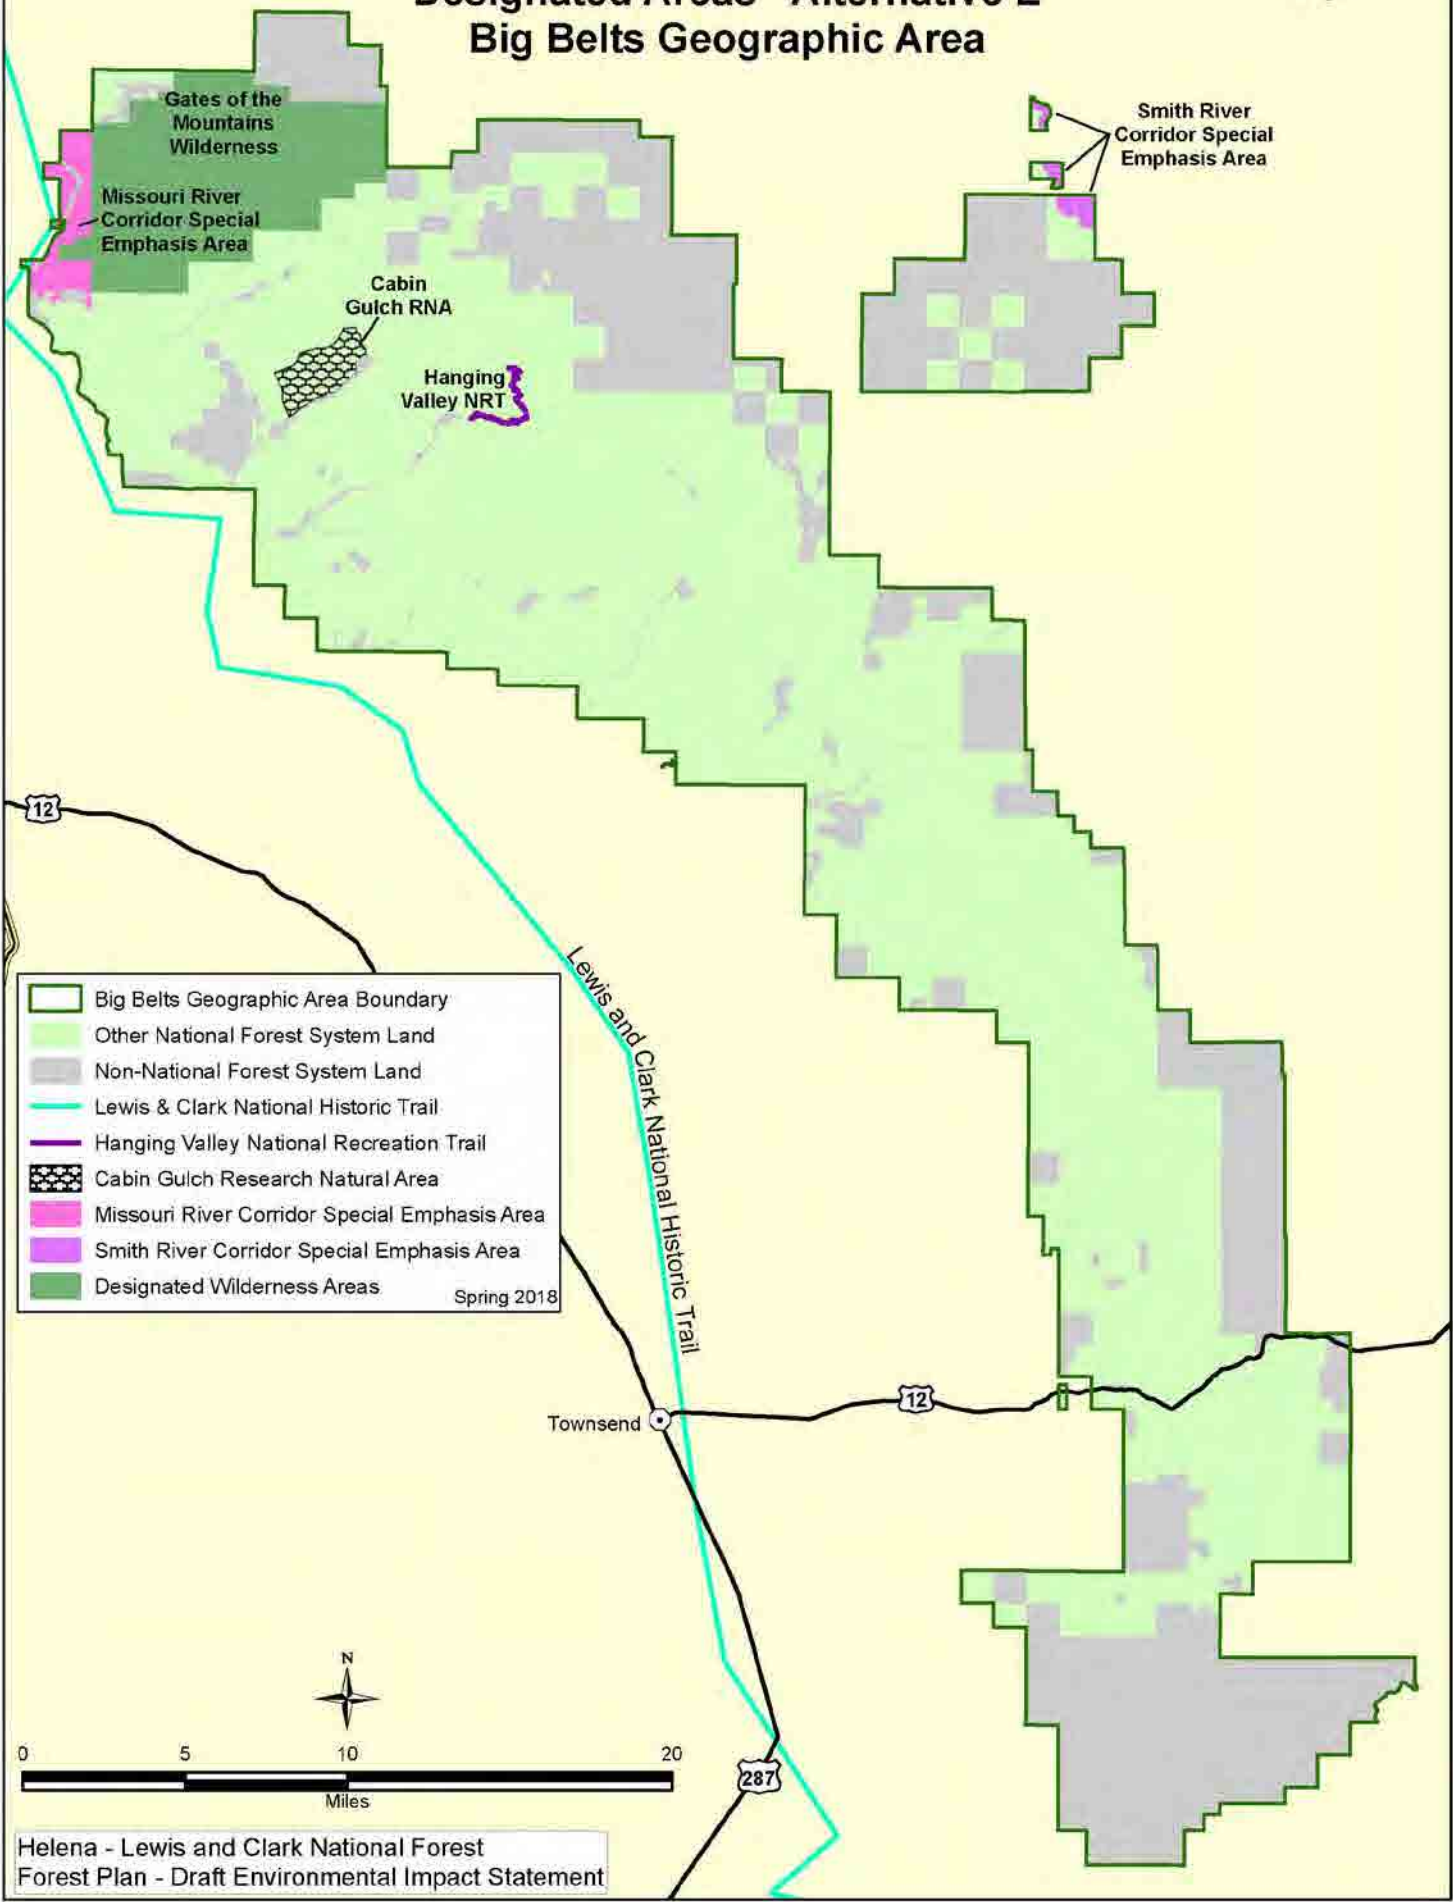 Designated Areas - Alternative E
Big Belts Geographic Area
Gates of the
Mountains
Wilderness
Smith River
Corridor Special
Emphasis Area
Missouri River
Corridor Special
Emphasis Area
Cabin
Gulch RNA
Hanging
Valley NRT
12
Lewis and Clark National Historic Trail
Big Belts Geographic Area Boundary
Other National Forest System Land
Non-National Forest System Land
Lewis & Clark National Historic Trail
Hanging Valley National Recreation Trail
Cabin Gulch Research Natural Area
Missouri River Corridor Special Emphasis Area
Smith River Corridor Special Emphasis Area
Designated Wilderness Areas
Spring 2018
12
Townsend
N
0 5 10 20
Miles
287
Helena - Lewis and Clark National Forest
Forest Plan - Draft Environmental Impact Statement